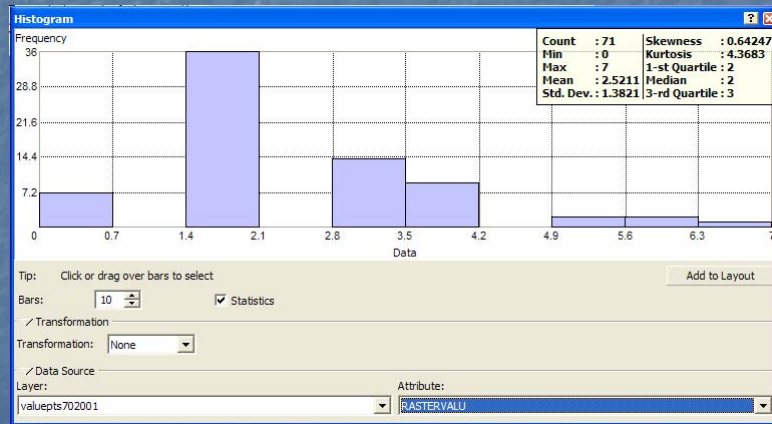 Histogram
Frequency
Count : 71 Skewness : 0.64247
Min : 0 Kurtosis : 4.3683
Max : 7 1-st Quartile : 2
Mean : 2.5211 Median : 2
Std. Dev. : 1.3821 3-rd Quartile : 3
36
28.8
21.6
14.4
7.2
0 0.7 1.4 2.1 2.8 3.5 4.2 4.9 5.6 6.3 7
Data
Tip: Click or drag over bars to select
Add to Layout
Bars: 10 Statistics
Transformation
Transformation: None
Data Source
Layer: Attribute:
valuepts702001 RASTERVALU